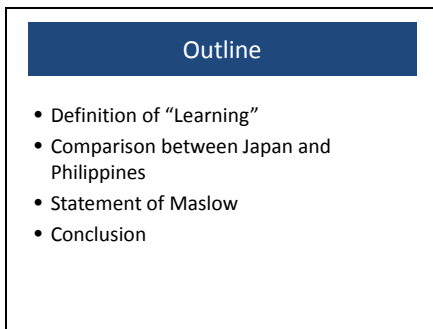 Outline
• Definition of “Learning”
• Comparison between Japan and
Philippines
• Statement of Maslow
• Conclusion